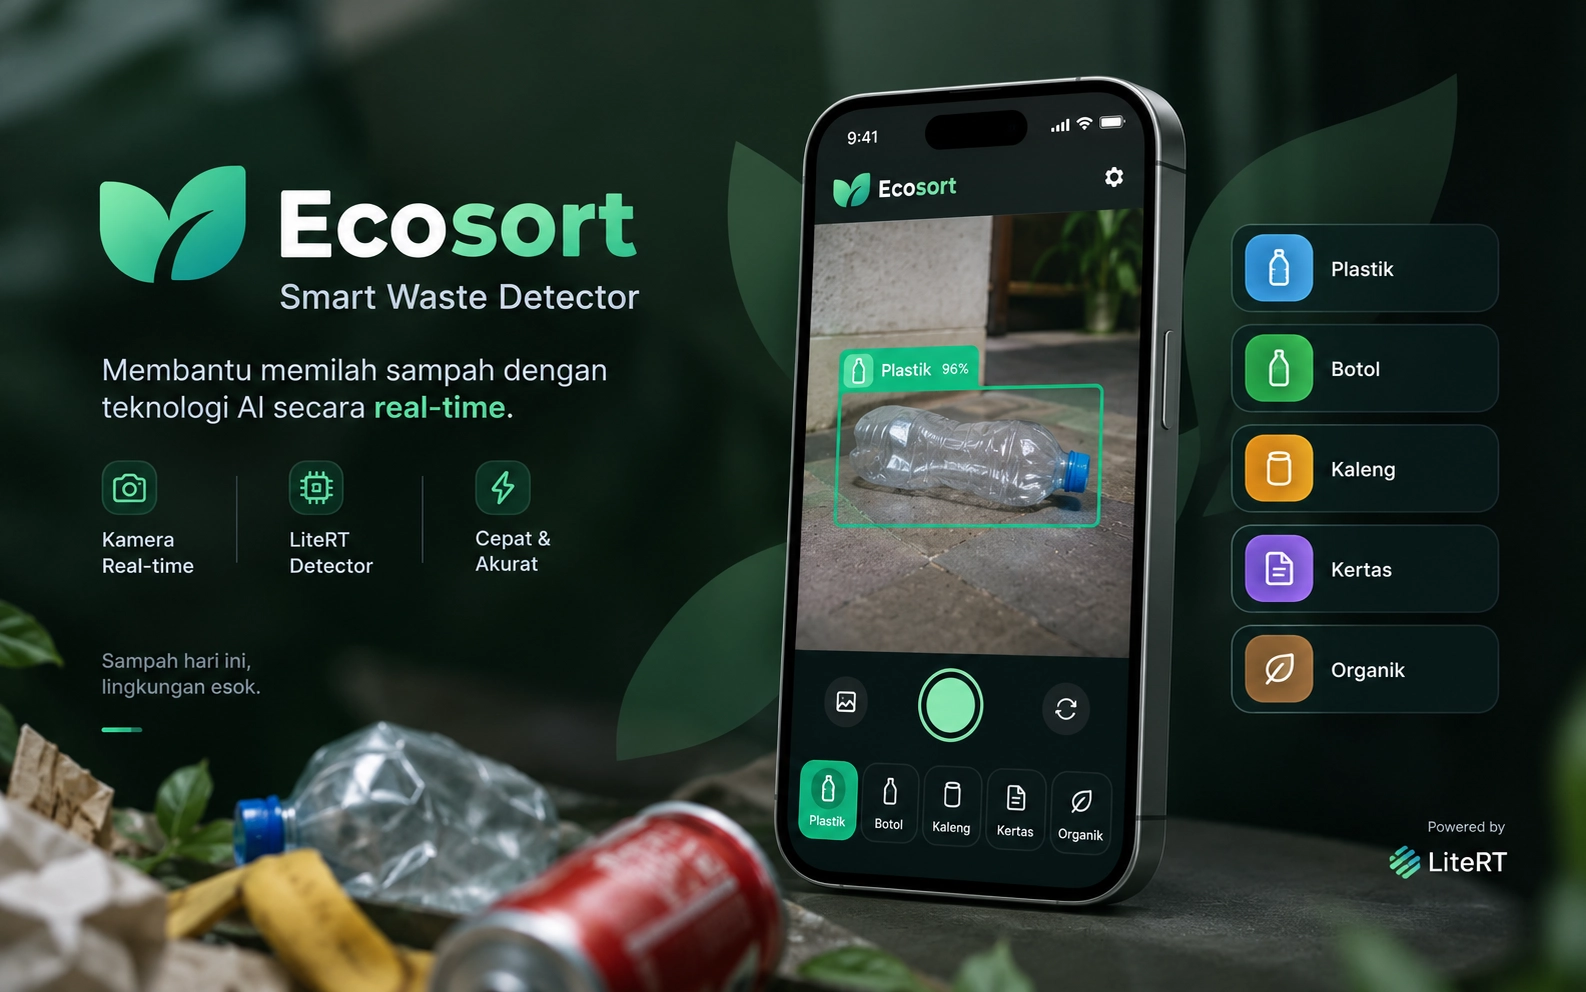 Ecosort
Smart Waste Detector
Membantu memilah sampah dengan
teknologi AI secara real-time.
Kamera
Real-time
LiteRT
Detector
Cepat &
Akurat
Sampah hari ini,
lingkungan esok.
9:41
Ecosort
Plastik 96%
Plastik
Botol
Kaleng
Kertas
Organik
Plastik
Botol
Kaleng
Kertas
Organik
Powered by
LiteRT